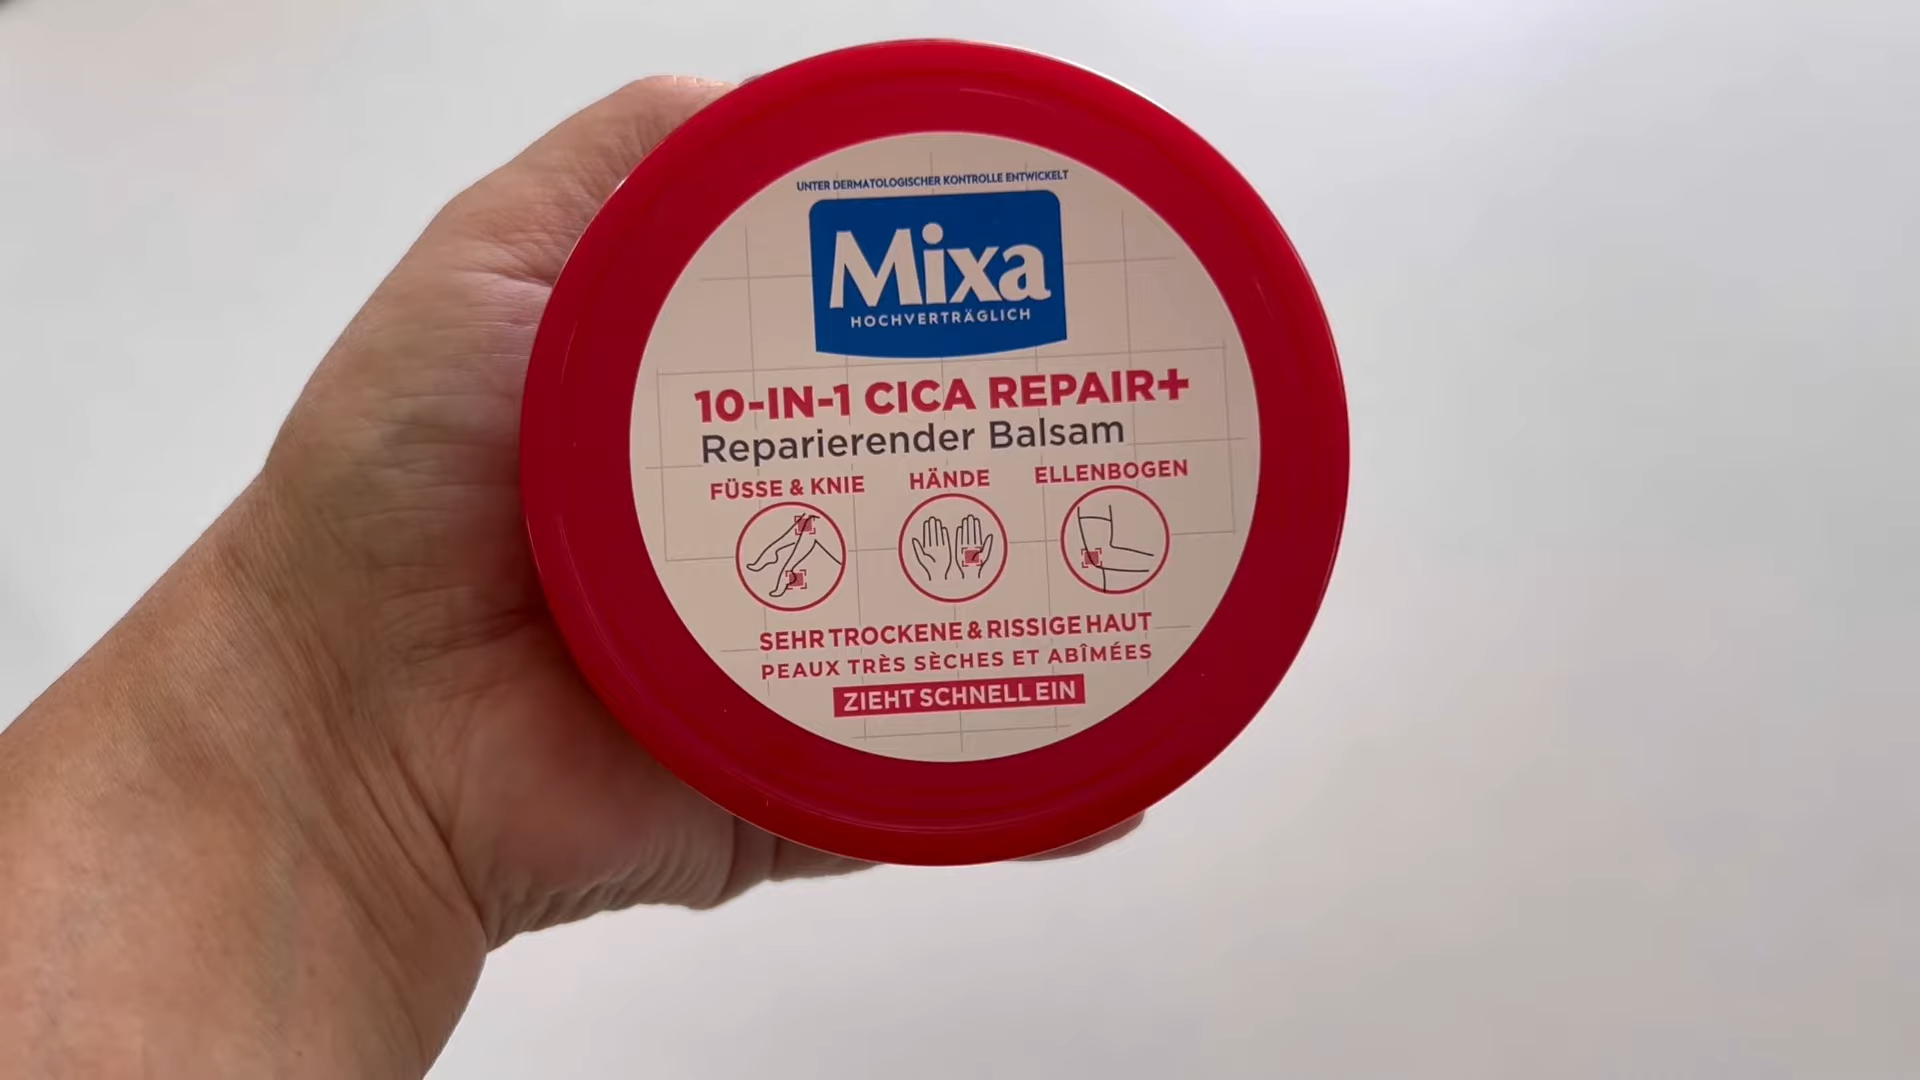 UNTER DERMATOLOGISCHER KONTROLLE ENTWICKELT
Mixa
HOCHVERTRÄGLICH
10-IN-1 CICA REPAIR+
Reparierender Balsam
FÜSSE & KNIE HÄNDE ELLENBOGEN
SEHR TROCKENE & RISSIGE HAUT
PEAUX TRÈS SÈCHES ET ABÎMÉES
ZIEHT SCHNELL EIN